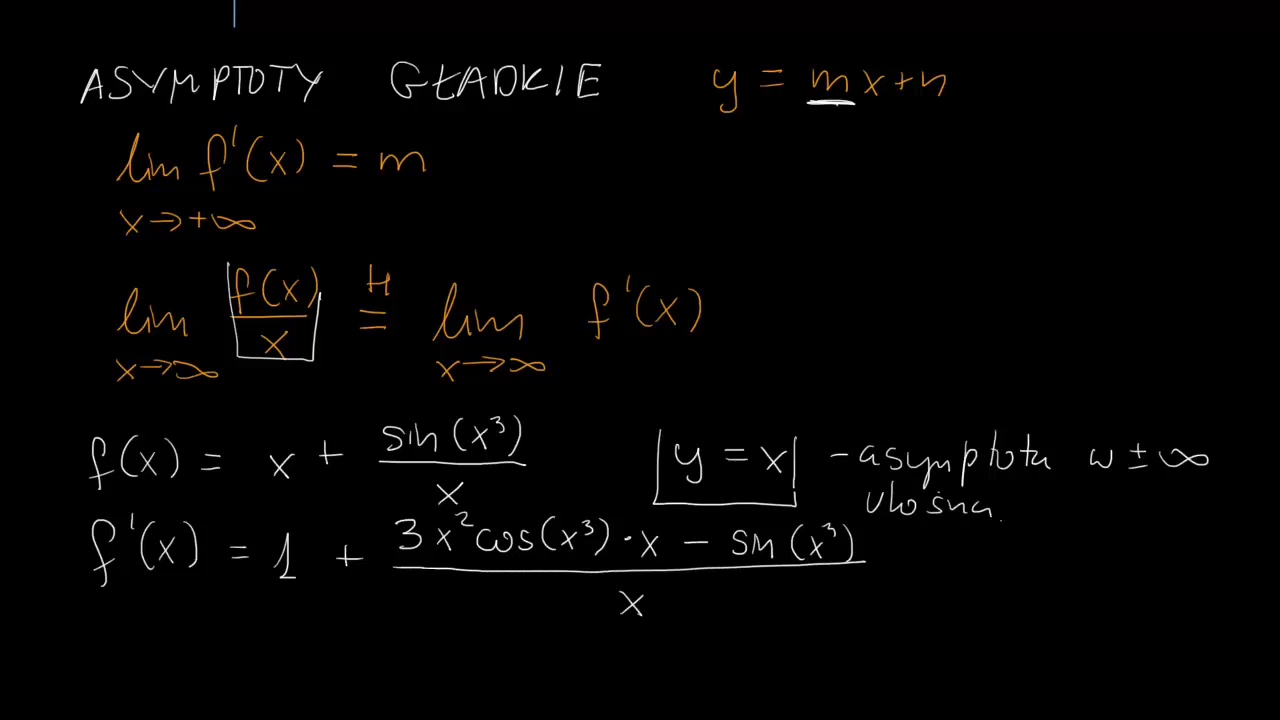 ASYMPTOTY GŁADKIE y = mx+n
lim f'(x) = m
x→+∞
lim f(x)/x =ᴴ lim f'(x)
x→∞ x→∞
f(x) = x + sin(x³)/x y = x - asymptota w ±∞
ukośna.
f'(x) = 1 + (3x²cos(x³)·x − sin(x³))/x